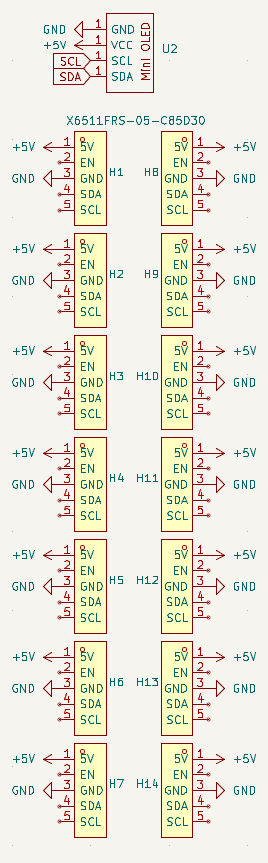 GND 1 GND
+5V 1 VCC
SCL 1 SCL
SDA 1 SDA
Mini OLED
U2
X6511FRS-05-C85D30
+5V 1 5V 5V 1 +5V
2 EN H1 H8 EN 2
GND 3 GND GND 3 GND
4 SDA SDA 4
5 SCL SCL 5
+5V 1 5V 5V 1 +5V
2 EN H2 H9 EN 2
GND 3 GND GND 3 GND
4 SDA SDA 4
5 SCL SCL 5
+5V 1 5V 5V 1 +5V
2 EN H3 H10 EN 2
GND 3 GND GND 3 GND
4 SDA SDA 4
5 SCL SCL 5
+5V 1 5V 5V 1 +5V
2 EN H4 H11 EN 2
GND 3 GND GND 3 GND
4 SDA SDA 4
5 SCL SCL 5
+5V 1 5V 5V 1 +5V
2 EN H5 H12 EN 2
GND 3 GND GND 3 GND
4 SDA SDA 4
5 SCL SCL 5
+5V 1 5V 5V 1 +5V
2 EN H6 H13 EN 2
GND 3 GND GND 3 GND
4 SDA SDA 4
5 SCL SCL 5
+5V 1 5V 5V 1 +5V
2 EN H7 H14 EN 2
GND 3 GND GND 3 GND
4 SDA SDA 4
5 SCL SCL 5